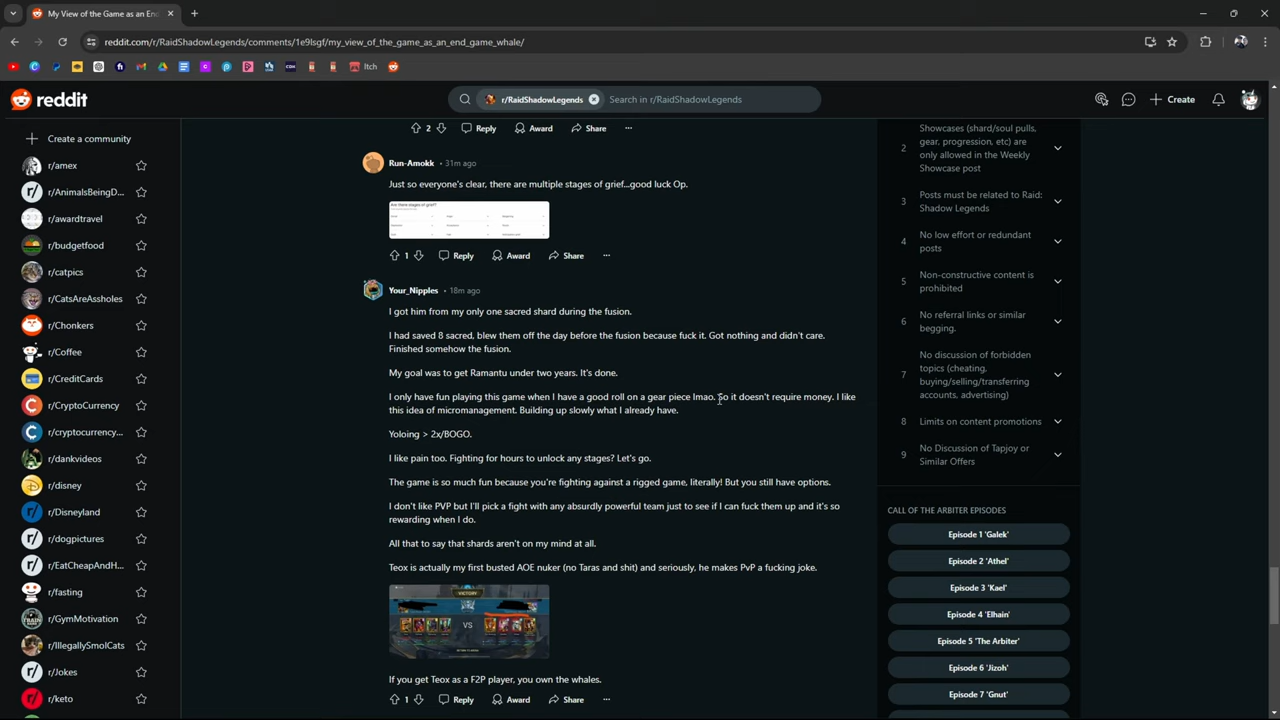 My View of the Game as an End
reddit.com/r/RaidShadowLegends/comments/1e9lsgf/my_view_of_the_game_as_an_end_game_whale/
Itch
reddit
r/RaidShadowLegends
Search in r/RaidShadowLegends
Create
Create a community
r/amex
r/AnimalsBeingD...
r/awardtravel
r/budgetfood
r/catpics
r/CatsAreAssholes
r/Chonkers
r/Coffee
r/CreditCards
r/CryptoCurrency
r/cryptocurrency...
r/dankvideos
r/disney
r/Disneyland
r/dogpictures
r/EatCheapAndH...
r/fasting
r/GymMotivation
r/IllegallySmolCats
r/Jokes
r/keto
2 Reply Award Share
Run-Amokk • 31m ago
Just so everyone's clear, there are multiple stages of grief...good luck Op.
Are there stages of grief?
1 Reply Award Share
Your_Nipples • 18m ago
I got him from my only one sacred shard during the fusion.
I had saved 8 sacred, blew them off the day before the fusion because fuck it. Got nothing and didn't care.
Finished somehow the fusion.
My goal was to get Ramantu under two years. It's done.
I only have fun playing this game when I have a good roll on a gear piece lmao. So it doesn't require money. I like
this idea of micromanagement. Building up slowly what I already have.
Yoloing > 2x/BOGO.
I like pain too. Fighting for hours to unlock any stages? Let's go.
The game is so much fun because you're fighting against a rigged game, literally! But you still have options.
I don't like PVP but I'll pick a fight with any absurdly powerful team just to see if I can fuck them up and it's so
rewarding when I do.
All that to say that shards aren't on my mind at all.
Teox is actually my first busted AOE nuker (no Taras and shit) and seriously, he makes PvP a fucking joke.
VICTORY
VS
If you get Teox as a F2P player, you own the whales.
1 Reply Award Share
2 Showcases (shard/soul pulls,
gear, progression, etc) are
only allowed in the Weekly
Showcase post
3 Posts must be related to Raid:
Shadow Legends
4 No low effort or redundant
posts
5 Non-constructive content is
prohibited
6 No referral links or similar
begging.
7 No discussion of forbidden
topics (cheating,
buying/selling/transferring
accounts, advertising)
8 Limits on content promotions
9 No Discussion of Tapjoy or
Similar Offers
CALL OF THE ARBITER EPISODES
Episode 1 'Galek'
Episode 2 'Athel'
Episode 3 'Kael'
Episode 4 'Elhain'
Episode 5 'The Arbiter'
Episode 6 'Jizoh'
Episode 7 'Gnut'